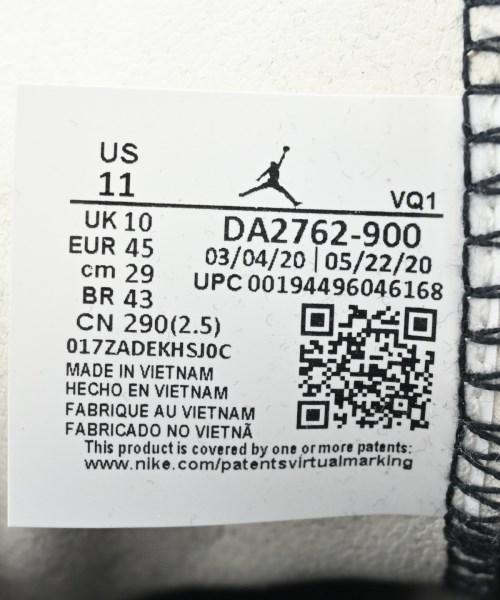 US
11
VQ1
UK 10
EUR 45
cm 29
BR 43
CN 290(2.5)
DA2762-900
03/04/20 | 05/22/20
UPC 00194496046168
017ZADEKHSJ0C
MADE IN VIETNAM
HECHO EN VIETNAM
FABRIQUE AU VIETNAM
FABRICADO NO VIETNÃ
This product is covered by one or more patents:
www.nike.com/patentsvirtualmarking